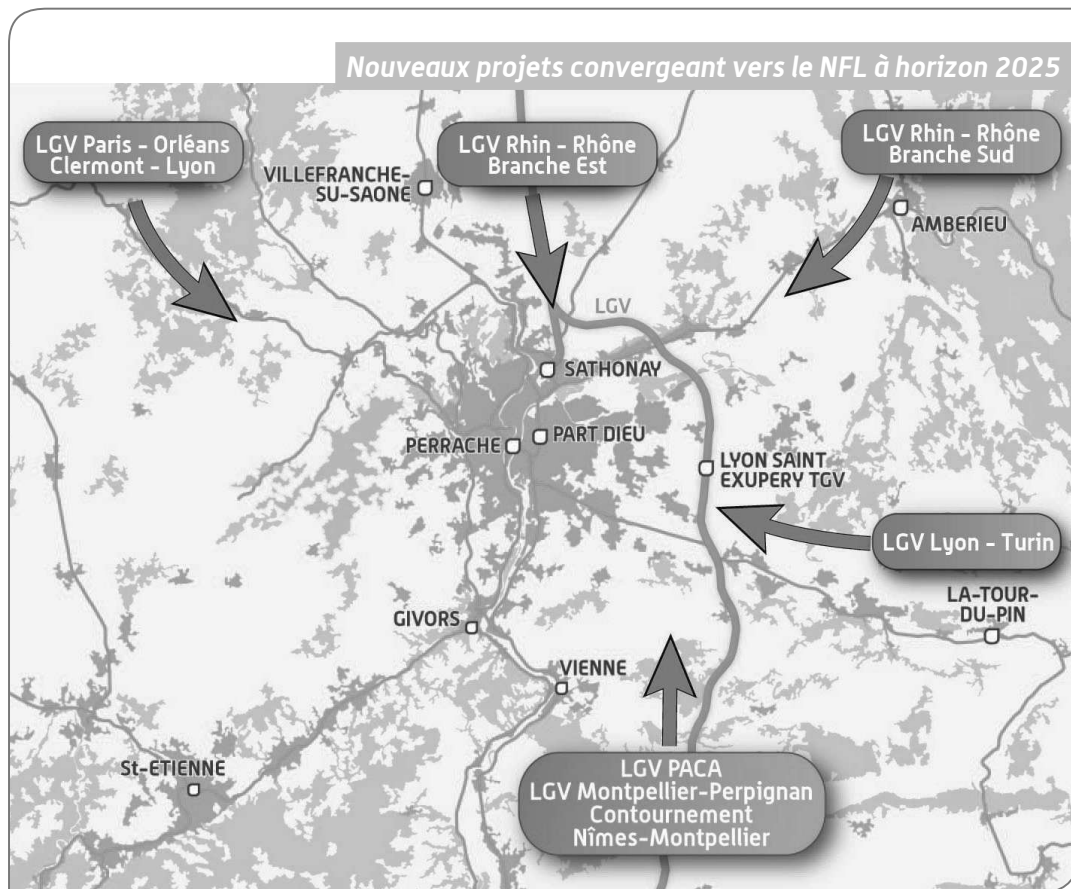 Nouveaux projets convergeant vers le NFL à horizon 2025
LGV Paris - Orléans
Clermont - Lyon
LGV Rhin - Rhône
Branche Est
LGV Rhin - Rhône
Branche Sud
VILLEFRANCHE-
SU-SAONE
AMBERIEU
LGV
SATHONAY
PERRACHE
PART DIEU
LYON SAINT
EXUPERY TGV
LGV Lyon - Turin
LA-TOUR-
DU-PIN
GIVORS
VIENNE
St-ETIENNE
LGV PACA
LGV Montpellier-Perpignan
Contournement
Nîmes-Montpellier